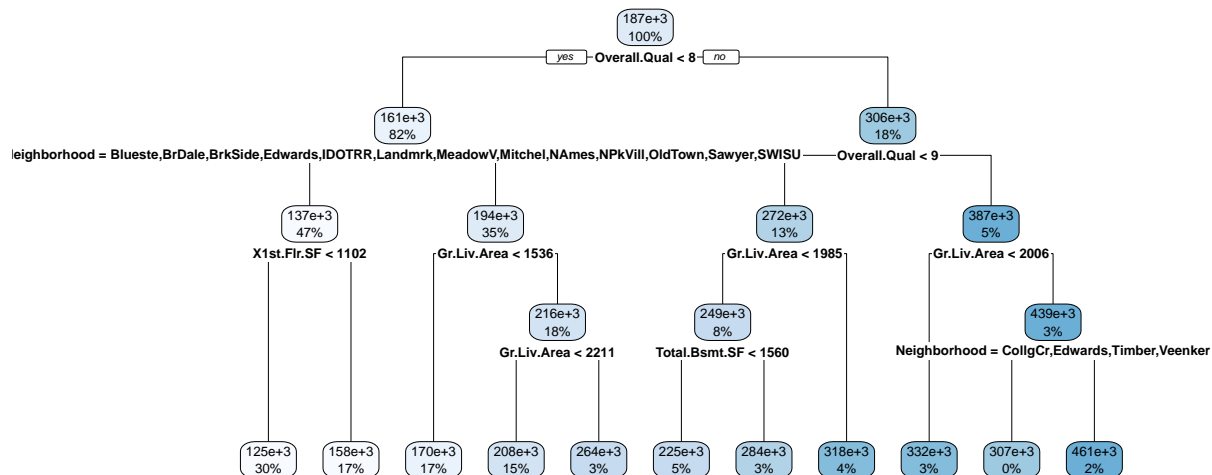 187e+3
100%
yes Overall.Qual < 8 no
161e+3 306e+3
82% 18%
eighborhood = Blueste,BrDale,BrkSide,Edwards,IDOTRR,Landmrk,MeadowV,Mitchel,NAmes,NPkVill,OldTown,Sawyer,SWISU Overall.Qual < 9
137e+3 194e+3 272e+3 387e+3
47% 35% 13% 5%
X1st.Flr.SF < 1102 Gr.Liv.Area < 1536 Gr.Liv.Area < 1985 Gr.Liv.Area < 2006
216e+3 249e+3 439e+3
18% 8% 3%
Gr.Liv.Area < 2211 Total.Bsmt.SF < 1560 Neighborhood = CollgCr,Edwards,Timber,Veenker
125e+3 158e+3 170e+3 208e+3 264e+3 225e+3 284e+3 318e+3 332e+3 307e+3 461e+3
30% 17% 17% 15% 3% 5% 3% 4% 3% 0% 2%